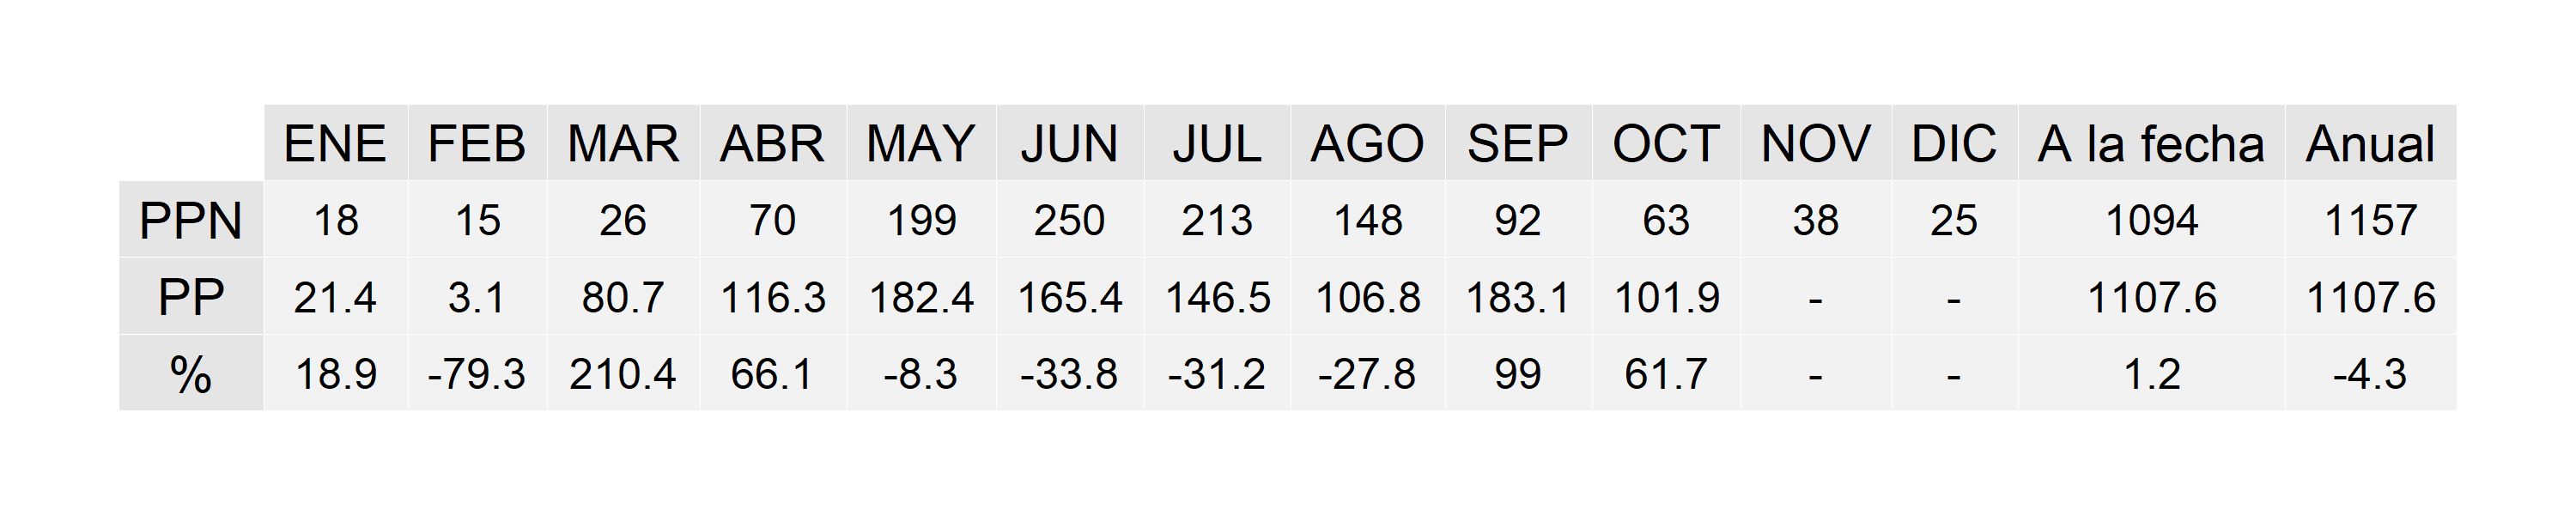 ENE FEB MAR ABR MAY JUN JUL AGO SEP OCT NOV DIC A la fecha Anual
PPN 18 15 26 70 199 250 213 148 92 63 38 25 1094 1157
PP 21.4 3.1 80.7 116.3 182.4 165.4 146.5 106.8 183.1 101.9 - - 1107.6 1107.6
% 18.9 -79.3 210.4 66.1 -8.3 -33.8 -31.2 -27.8 99 61.7 - - 1.2 -4.3